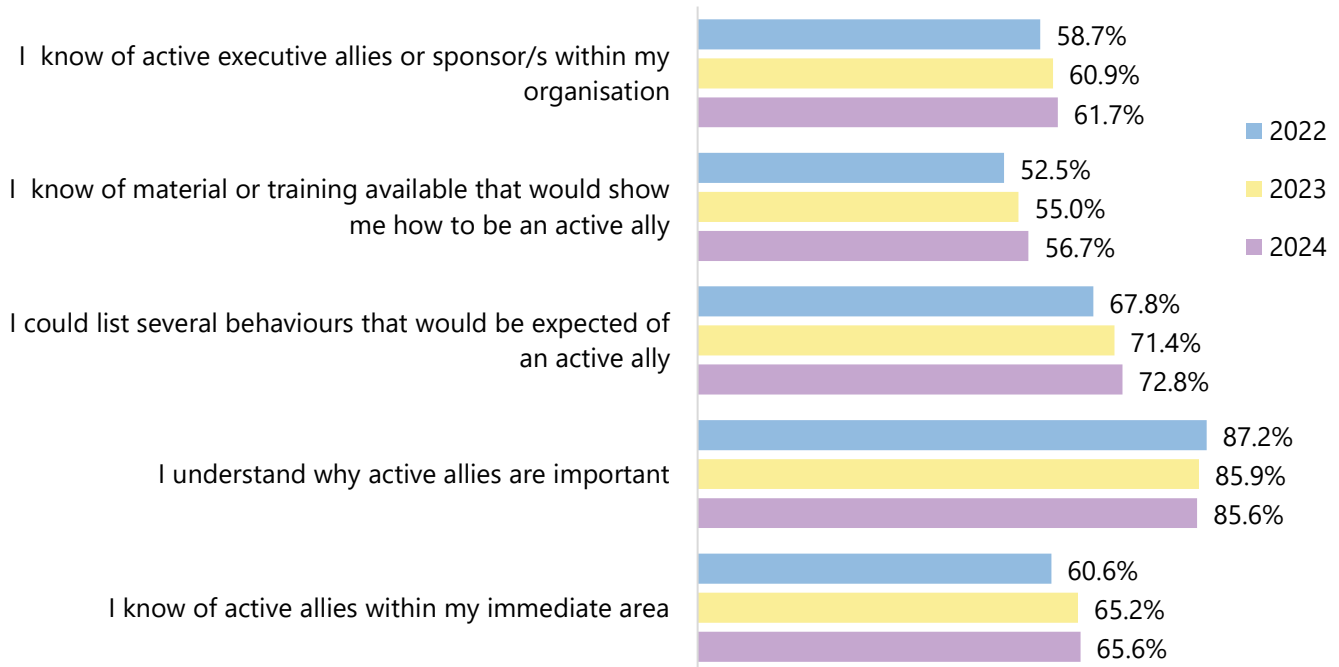 I know of active executive allies or sponsor/s within my
organisation
58.7%
60.9%
61.7%
I know of material or training available that would show
me how to be an active ally
52.5%
55.0%
56.7%
I could list several behaviours that would be expected of
an active ally
67.8%
71.4%
72.8%
I understand why active allies are important
87.2%
85.9%
85.6%
I know of active allies within my immediate area
60.6%
65.2%
65.6%
2022
2023
2024